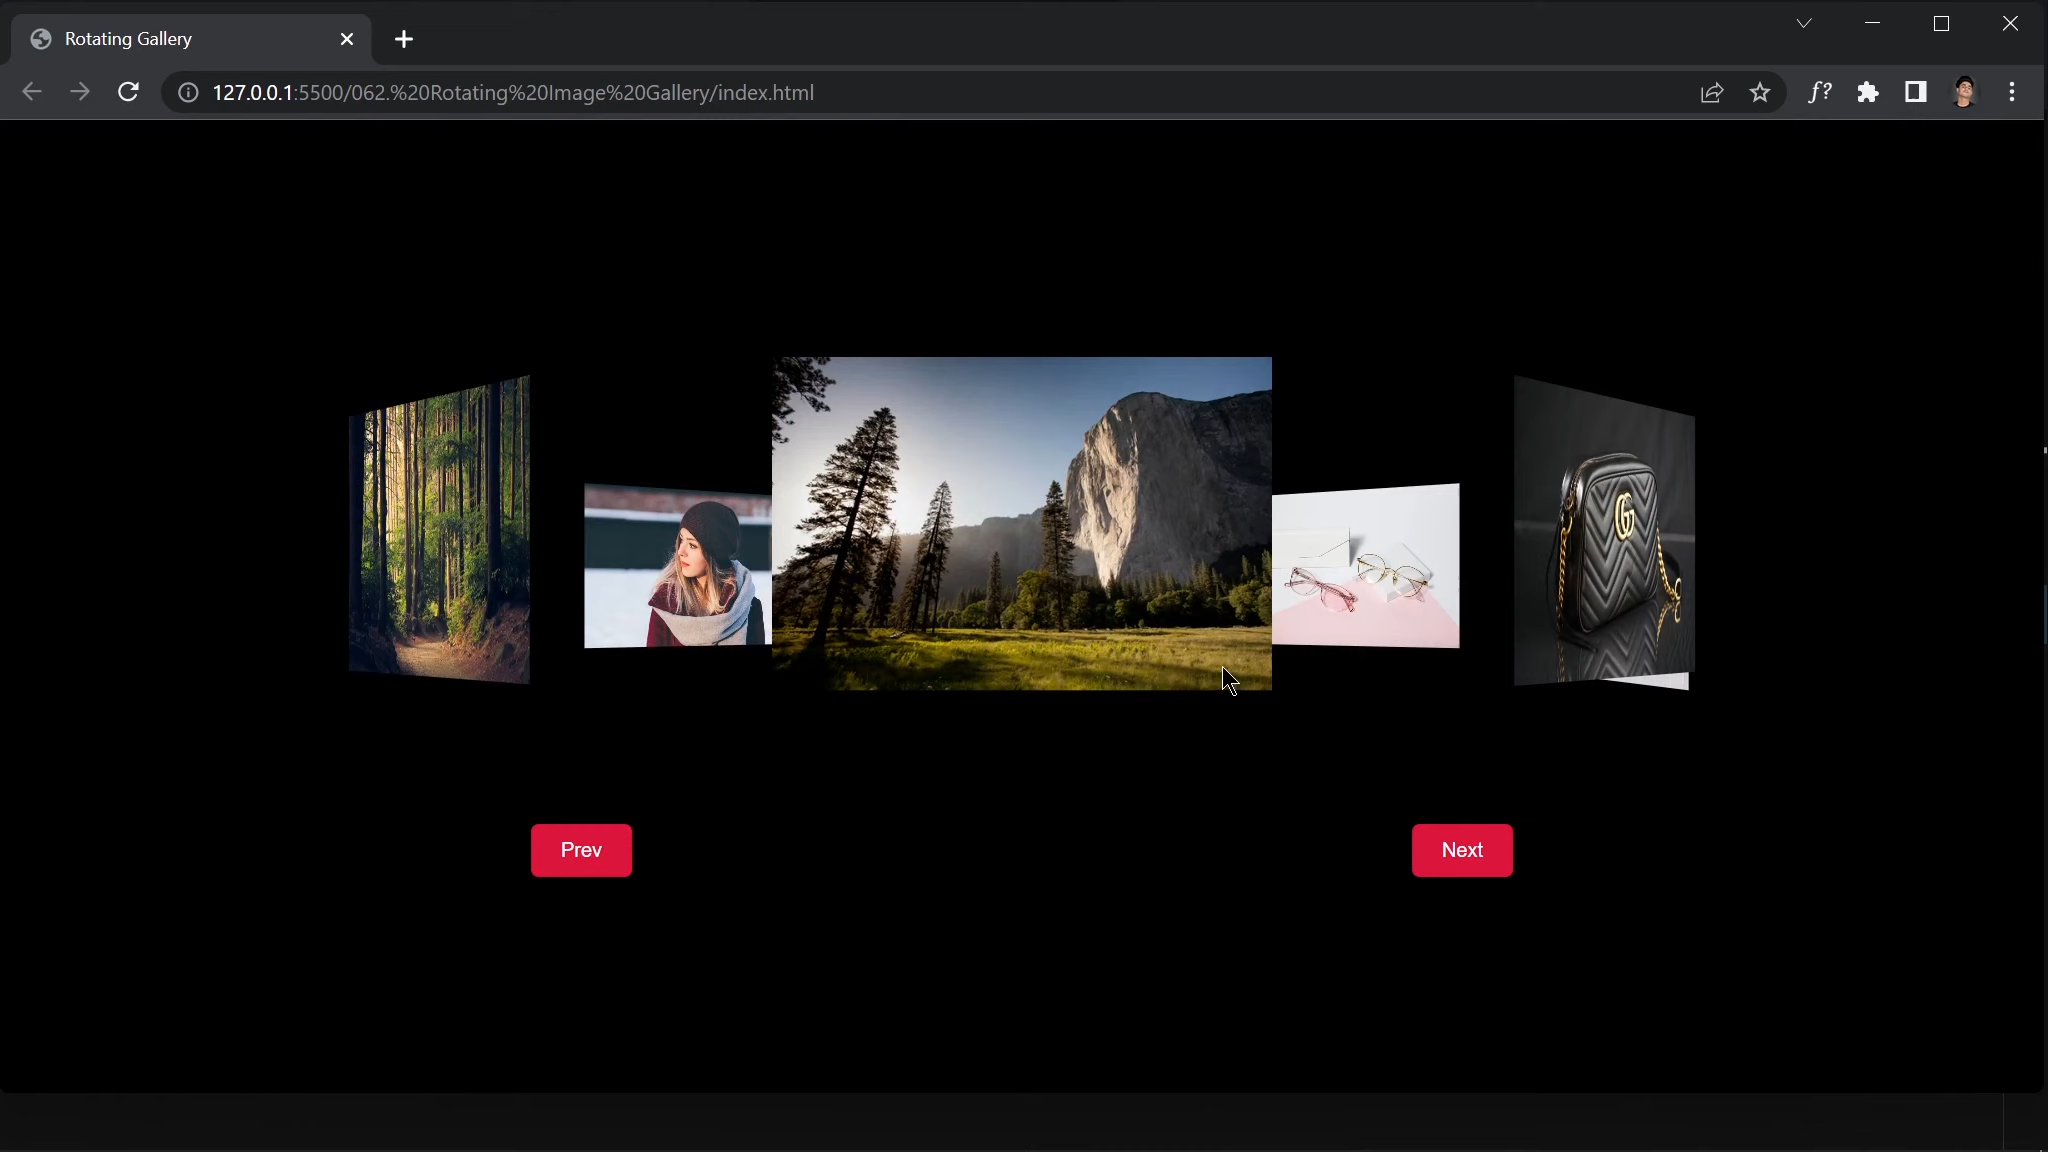 Rotating Gallery
127.0.0.1:5500/062.%20Rotating%20Image%20Gallery/index.html
f?
Prev
Next